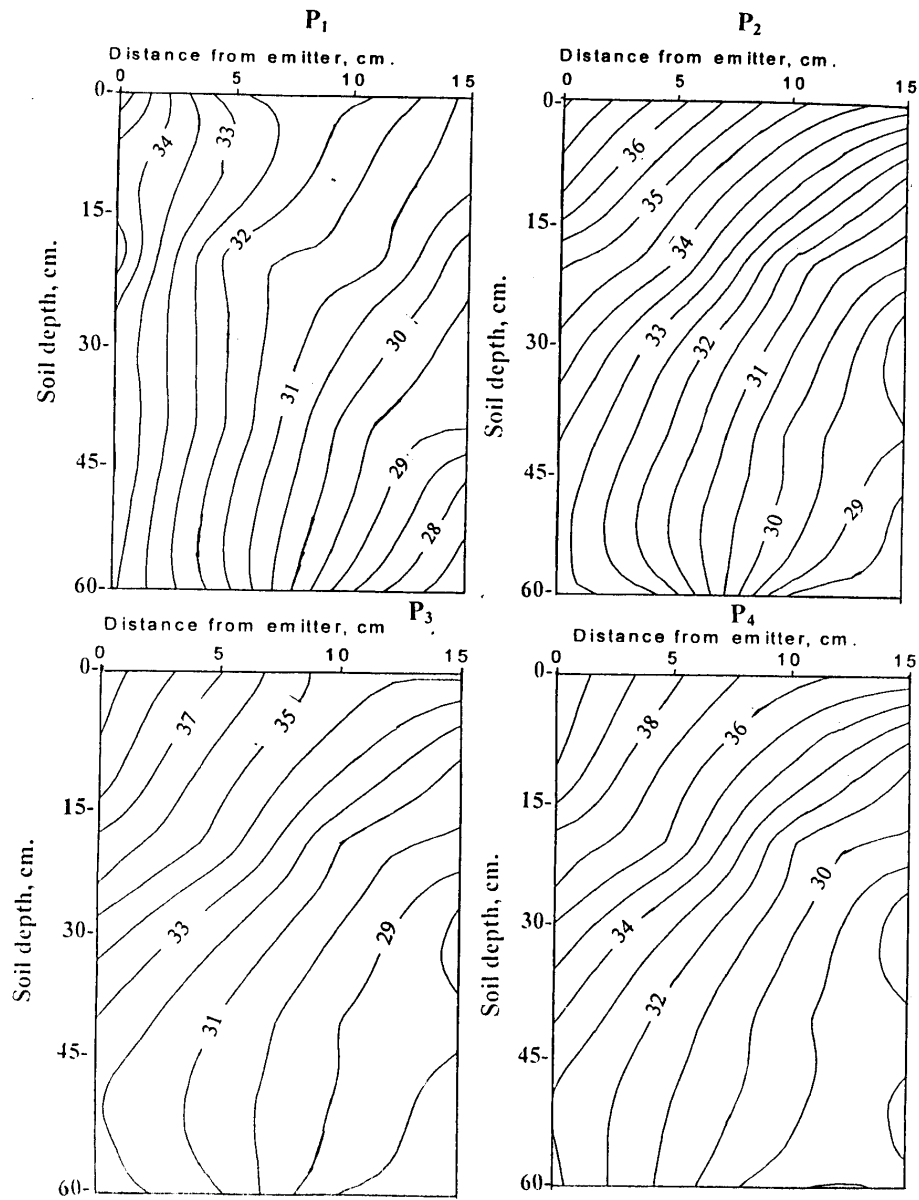 P1
Distance from emitter, cm.
0 5 10 15
Soil depth, cm.
0-
15-
30-
45-
60-
34
33
32
31
30
29
28
P2
Distance from emitter, cm.
0 5 10 15
Soil depth, cm.
0-
15-
30-
45-
60-
36
35
34
33
32
31
30
29
P3
Distance from emitter, cm
0 5 10 15
Soil depth, cm.
0-
15-
30-
45-
60-
37
35
33
31
29
P4
Distance from emitter, cm.
0 5 10 15
Soil depth, cm.
0-
15-
30-
45-
60-
38
36
34
32
30